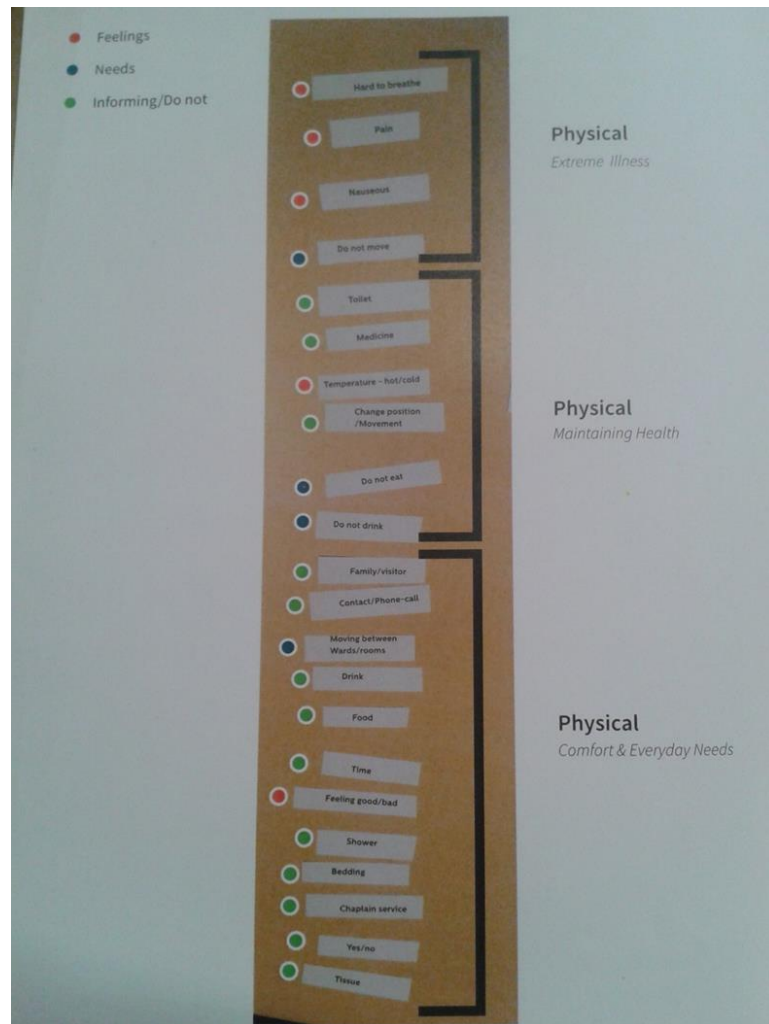 Feelings
Needs
Informing/Do not
Hard to breathe
Pain
Nauseous
Do not move
Physical
Extreme Illness
Toilet
Medicine
Temperature - hot/cold
Change position
/Movement
Do not eat
Do not drink
Physical
Maintaining Health
Family/visitor
Contact/Phone-call
Moving between
Wards/rooms
Drink
Food
Time
Feeling good/bad
Shower
Bedding
Chaplain service
Yes/no
Tissue
Physical
Comfort & Everyday Needs